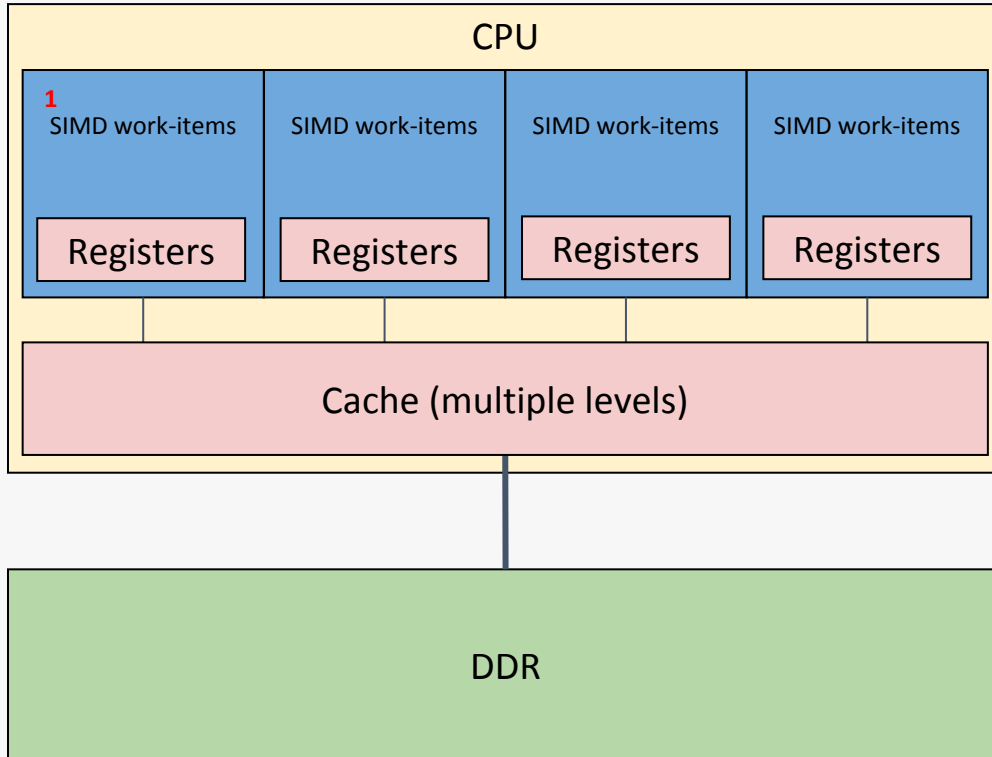 CPU
1
SIMD work-items
SIMD work-items
SIMD work-items
SIMD work-items
Registers
Registers
Registers
Registers
Cache (multiple levels)
DDR